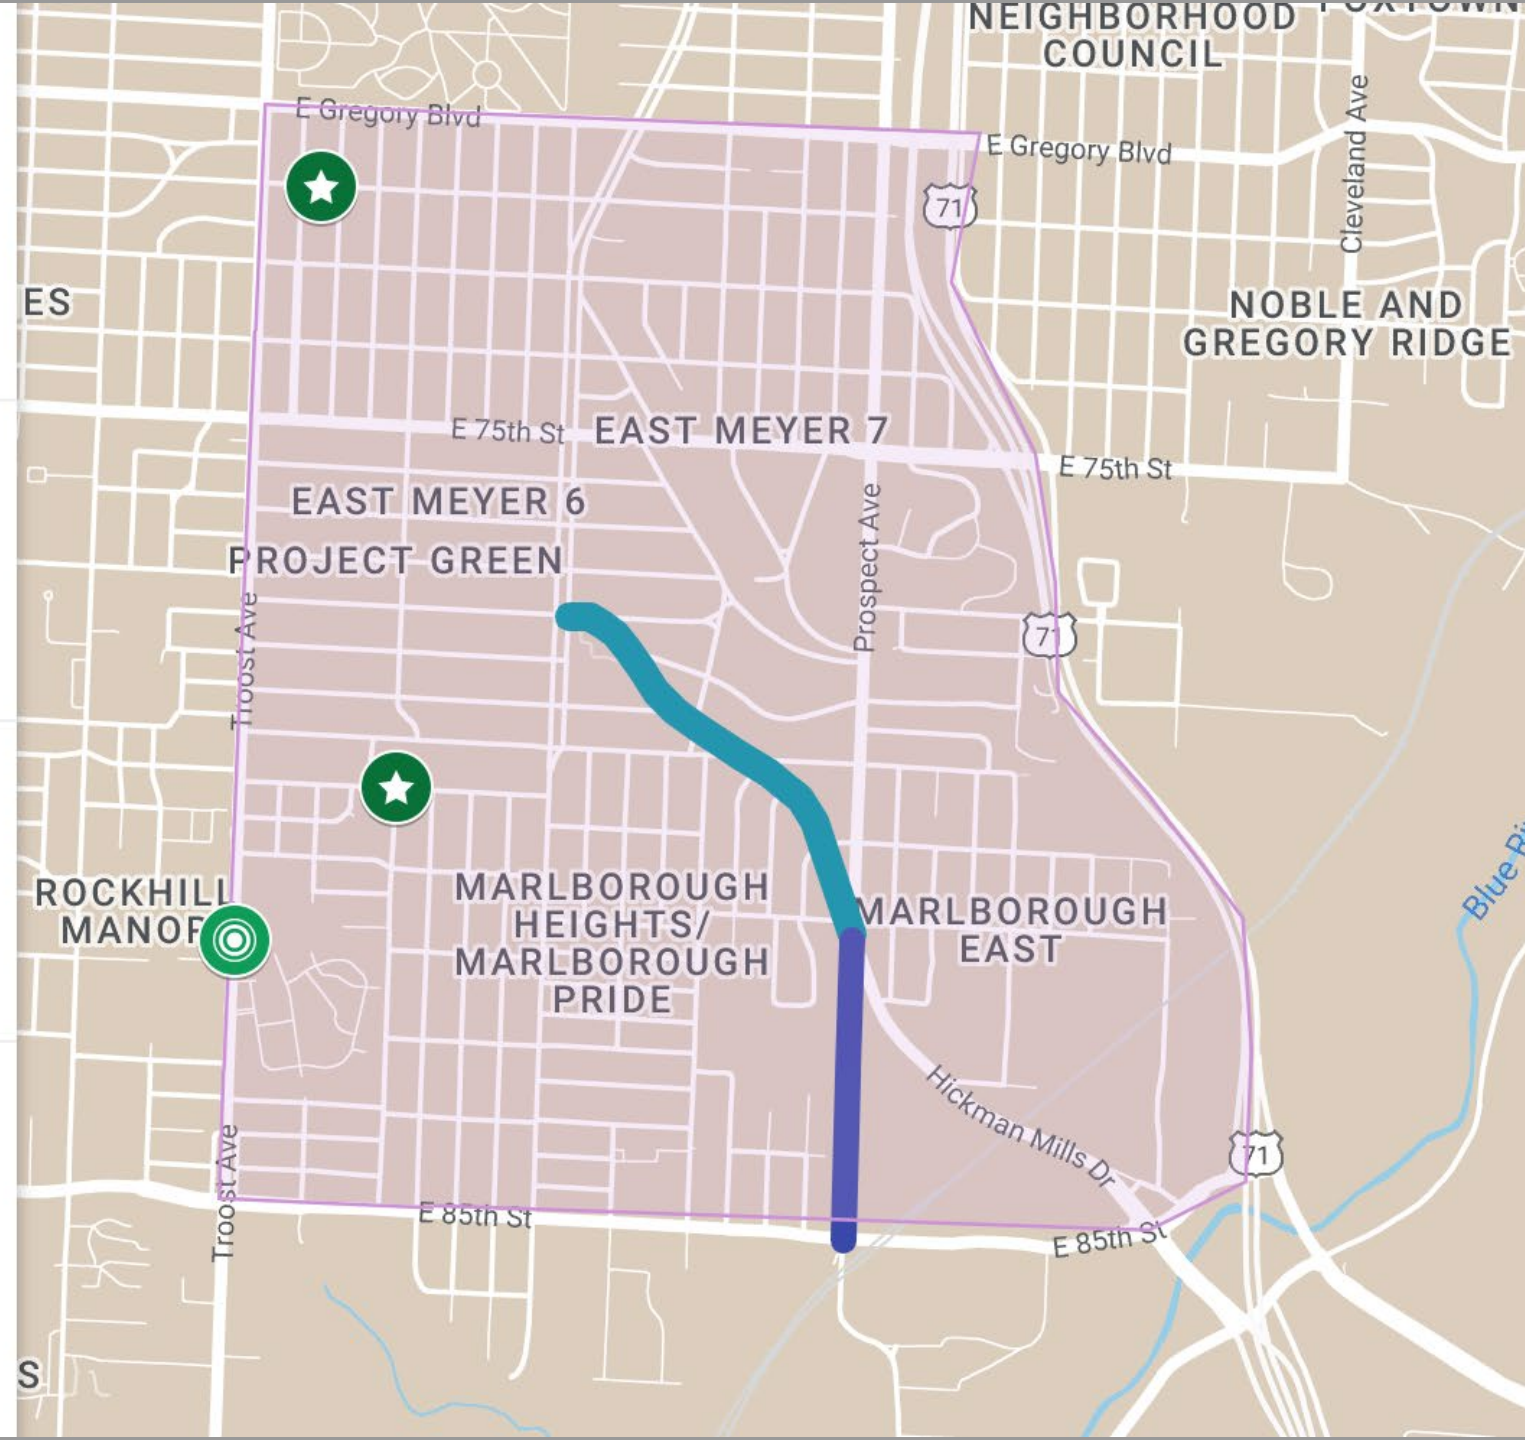 NEIGHBORHOOD
COUNCIL
E Gregory Blvd
E Gregory Blvd
Cleveland Ave
71
ES
NOBLE AND
GREGORY RIDGE
E 75th St
EAST MEYER 7
E 75th St
EAST MEYER 6
PROJECT GREEN
Prospect Ave
Troost Ave
71
ROCKHILL
MANOR
MARLBOROUGH
HEIGHTS/
MARLBOROUGH
PRIDE
MARLBOROUGH
EAST
Hickman Mills Dr
71
Troost Ave
E 85th St
E 85th St
S